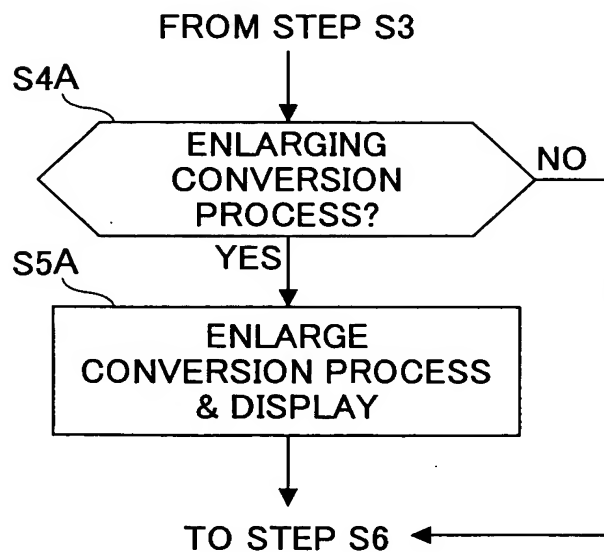 FROM STEP S3
S4A
ENLARGING
CONVERSION
PROCESS?
NO
YES
S5A
ENLARGE
CONVERSION PROCESS
& DISPLAY
TO STEP S6